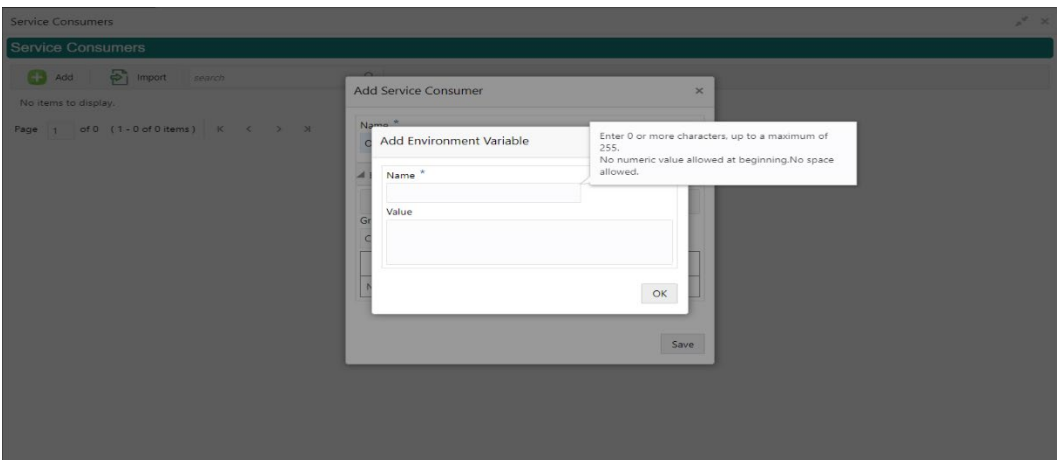 Service Consumers
Service Consumers
Add Import search
No items to display.
Page 1 of 0 (1 - 0 of 0 items)
Add Service Consumer
Name *
Add Environment Variable
Enter 0 or more characters, up to a maximum of
255.
No numeric value allowed at beginning.No space
allowed.
Name *
Value
OK
Save